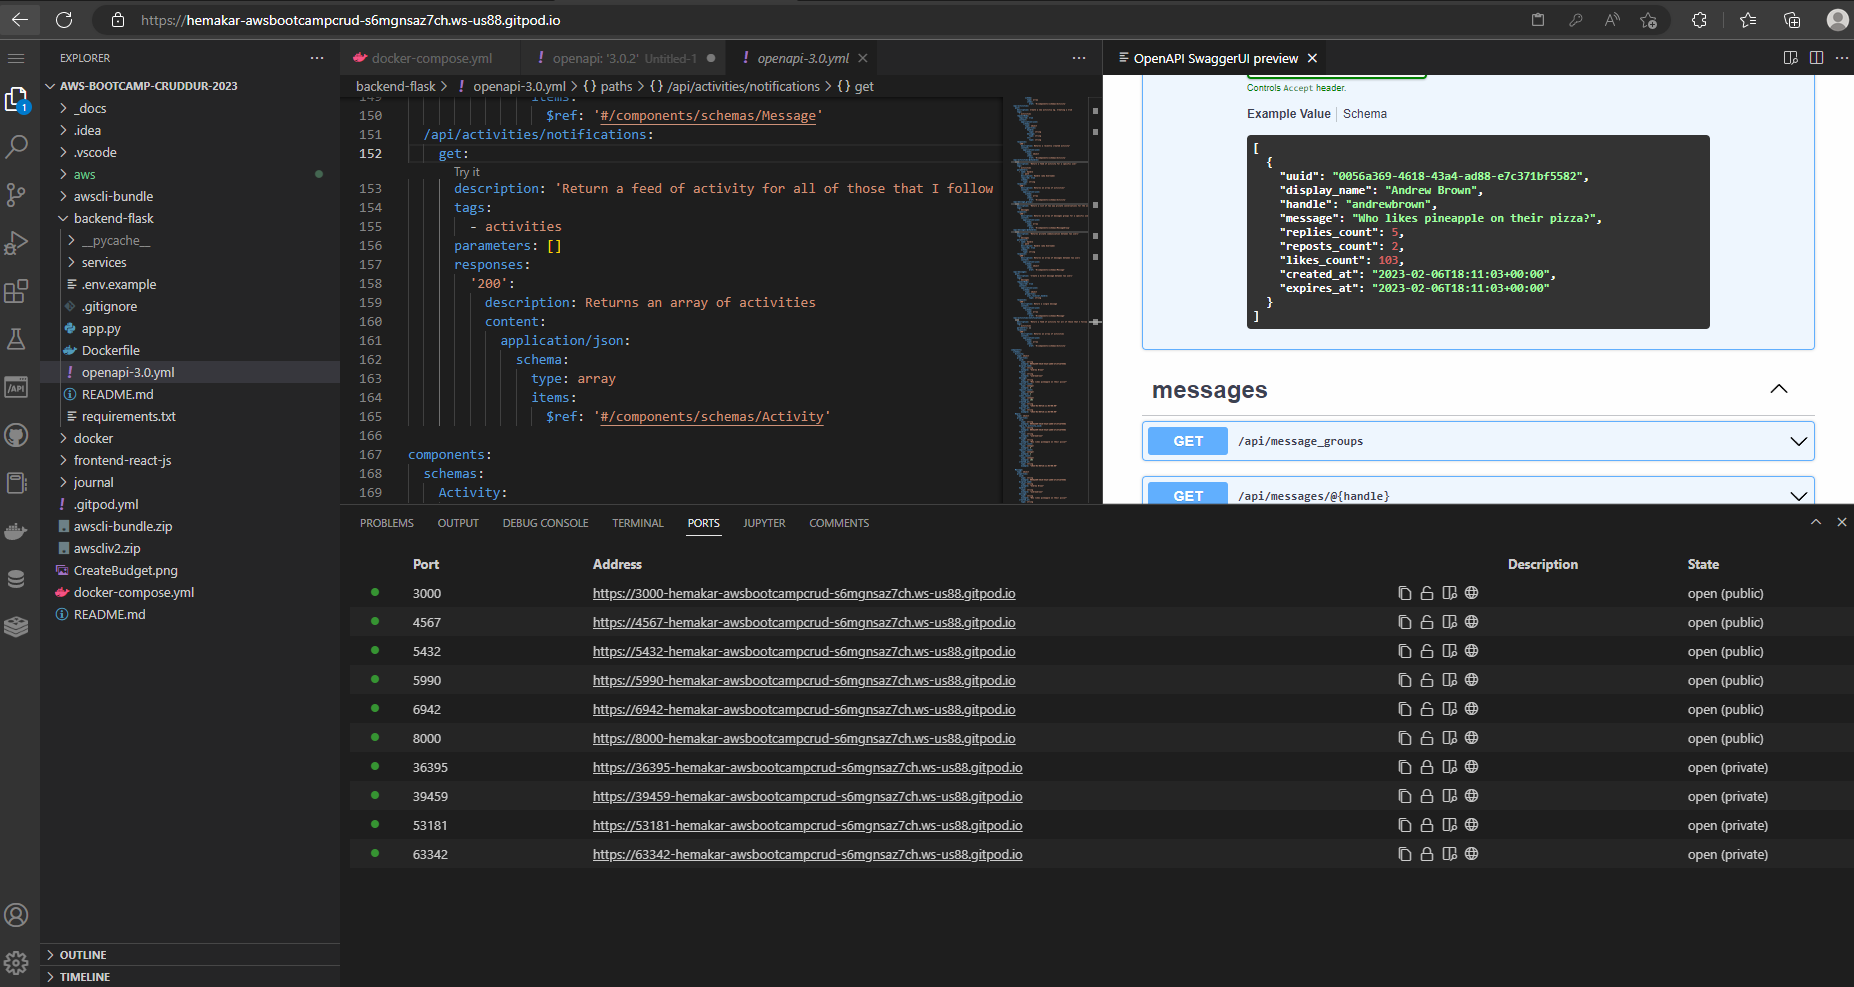 https://hemakar-awsbootcampcrud-s6mgnsaz7ch.ws-us88.gitpod.io
EXPLORER
AWS-BOOTCAMP-CRUDDUR-2023
_docs
.idea
.vscode
aws
awscli-bundle
backend-flask
__pycache__
services
.env.example
.gitignore
app.py
Dockerfile
openapi-3.0.yml
README.md
requirements.txt
docker
frontend-react-js
journal
.gitpod.yml
awscli-bundle.zip
awscliv2.zip
CreateBudget.png
docker-compose.yml
README.md
OUTLINE
TIMELINE
docker-compose.yml
openapi: '3.0.2' Untitled-1
openapi-3.0.yml
backend-flask > openapi-3.0.yml > {} paths > {} /api/activities/notifications > {} get
149 items:
150 $ref: '#/components/schemas/Message'
151 /api/activities/notifications:
152 get:
Try it
153 description: 'Return a feed of activity for all of those that I follow
154 tags:
155 - activities
156 parameters: []
157 responses:
158 '200':
159 description: Returns an array of activities
160 content:
161 application/json:
162 schema:
163 type: array
164 items:
165 $ref: '#/components/schemas/Activity'
166
167 components:
168 schemas:
169 Activity:
OpenAPI SwaggerUI preview
Controls Accept header.
Example Value Schema
[
{
"uuid": "0056a369-4618-43a4-ad88-e7c371bf5582",
"display_name": "Andrew Brown",
"handle": "andrewbrown",
"message": "Who likes pineapple on their pizza?",
"replies_count": 5,
"reposts_count": 2,
"likes_count": 103,
"created_at": "2023-02-06T18:11:03+00:00",
"expires_at": "2023-02-06T18:11:03+00:00"
}
]
messages
GET /api/message_groups
GET /api/messages/@{handle}
PROBLEMS OUTPUT DEBUG CONSOLE TERMINAL PORTS JUPYTER COMMENTS
Port Address Description State
3000 https://3000-hemakar-awsbootcampcrud-s6mgnsaz7ch.ws-us88.gitpod.io open (public)
4567 https://4567-hemakar-awsbootcampcrud-s6mgnsaz7ch.ws-us88.gitpod.io open (public)
5432 https://5432-hemakar-awsbootcampcrud-s6mgnsaz7ch.ws-us88.gitpod.io open (public)
5990 https://5990-hemakar-awsbootcampcrud-s6mgnsaz7ch.ws-us88.gitpod.io open (public)
6942 https://6942-hemakar-awsbootcampcrud-s6mgnsaz7ch.ws-us88.gitpod.io open (public)
8000 https://8000-hemakar-awsbootcampcrud-s6mgnsaz7ch.ws-us88.gitpod.io open (public)
36395 https://36395-hemakar-awsbootcampcrud-s6mgnsaz7ch.ws-us88.gitpod.io open (private)
39459 https://39459-hemakar-awsbootcampcrud-s6mgnsaz7ch.ws-us88.gitpod.io open (private)
53181 https://53181-hemakar-awsbootcampcrud-s6mgnsaz7ch.ws-us88.gitpod.io open (private)
63342 https://63342-hemakar-awsbootcampcrud-s6mgnsaz7ch.ws-us88.gitpod.io open (private)